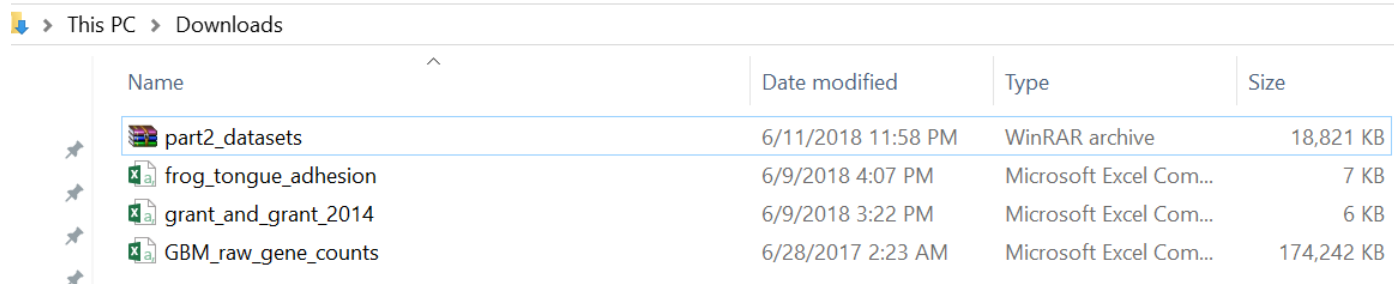 This PC > Downloads
Name Date modified Type Size
part2_datasets 6/11/2018 11:58 PM WinRAR archive 18,821 KB
frog_tongue_adhesion 6/9/2018 4:07 PM Microsoft Excel Com... 7 KB
grant_and_grant_2014 6/9/2018 3:22 PM Microsoft Excel Com... 6 KB
GBM_raw_gene_counts 6/28/2017 2:23 AM Microsoft Excel Com... 174,242 KB